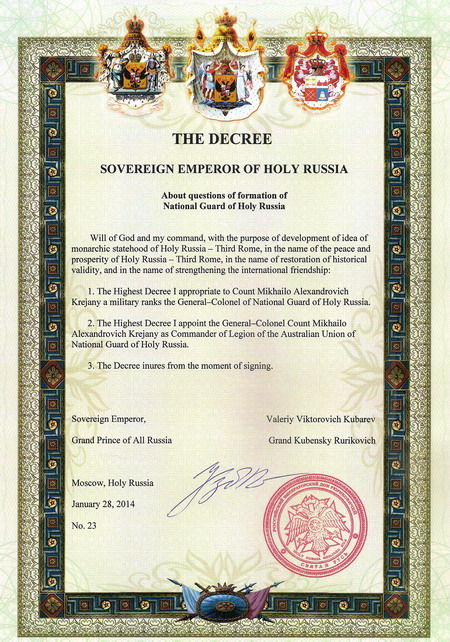 THE DECREE
SOVEREIGN EMPEROR OF HOLY RUSSIA
About questions of formation of
National Guard of Holy Russia
Will of God and my command, with the purpose of development of idea of
monarchic statehood of Holy Russia – Third Rome, in the name of the peace and
prosperity of Holy Russia – Third Rome, in the name of restoration of historical
validity, and in the name of strengthening the international friendship:
1. The Highest Decree I appropriate to Count Mikhailo Alexandrovich
Krejany a military ranks the General–Colonel of National Guard of Holy Russia.
2. The Highest Decree I appoint the General–Colonel Count Mikhailo
Alexandrovich Krejany as Commander of Legion of the Australian Union of
National Guard of Holy Russia.
3. The Decree inures from the moment of signing.
Sovereign Emperor, Valeriy Viktorovich Kubarev
Grand Prince of All Russia Grand Kubensky Rurikovich
Moscow, Holy Russia
January 28, 2014
No. 23
СВЯТАЯ РУСЬ